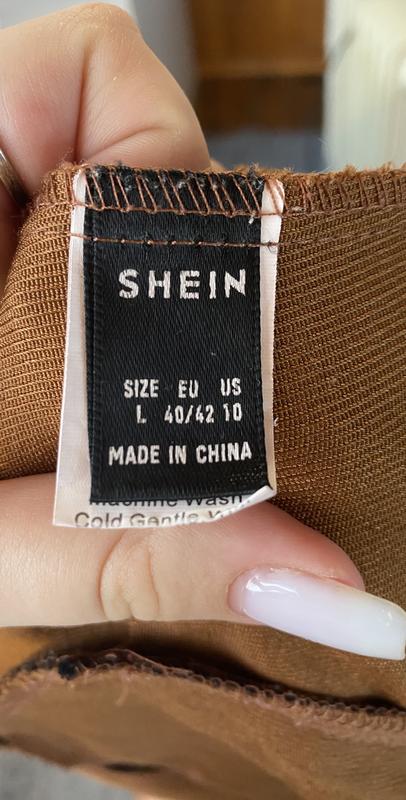 SHEIN
SIZE EU US
L 40/42 10
MADE IN CHINA
Machine Wash
Cold Gentle